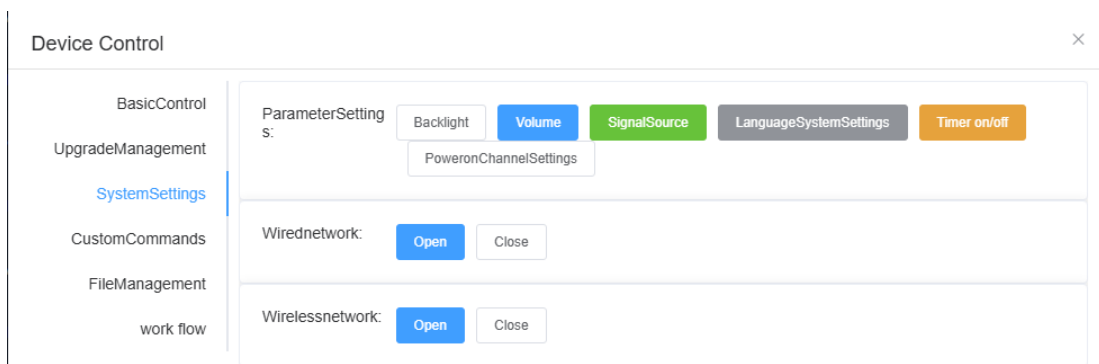 Device Control
BasicControl
UpgradeManagement
SystemSettings
CustomCommands
FileManagement
work flow
ParameterSetting
s:
Backlight Volume SignalSource LanguageSystemSettings Timer on/off
PoweronChannelSettings
Wirednetwork: Open Close
Wirelessnetwork: Open Close